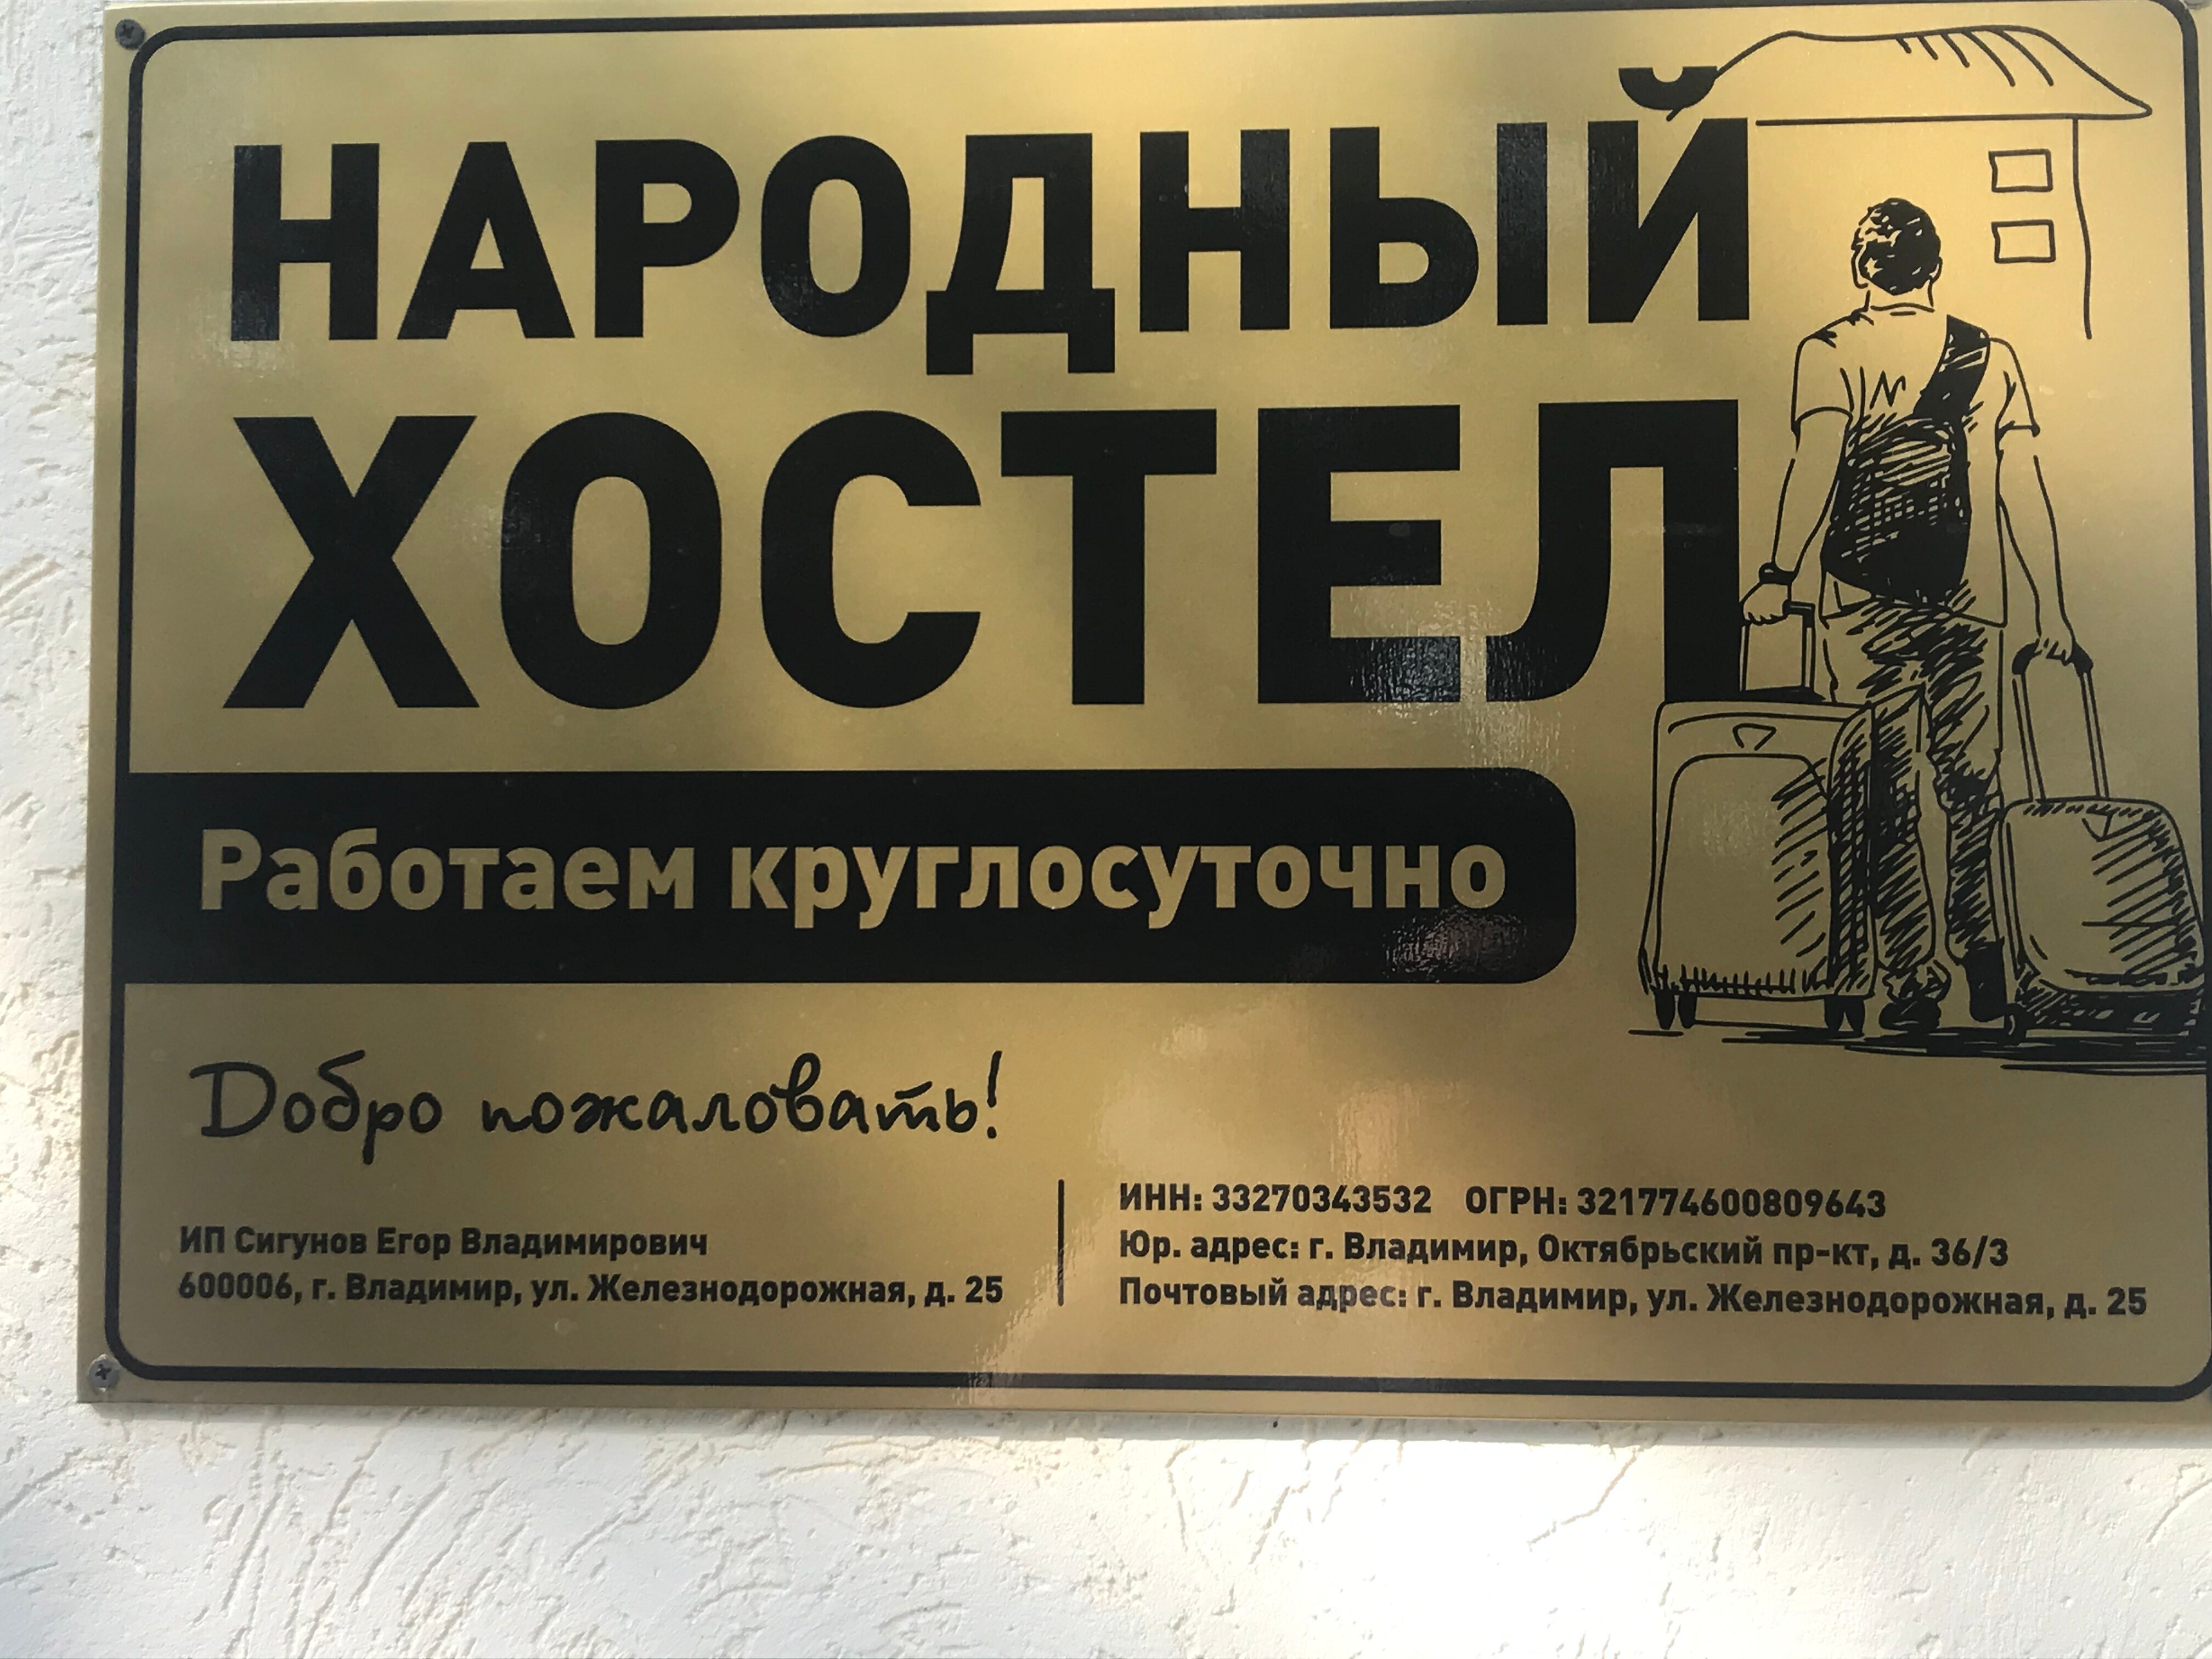 НАРОДНЫЙ
ХОСТЕЛ
Работаем круглосуточно
Добро пожаловать!
ИП Сигунов Егор Владимирович
600006, г. Владимир, ул. Железнодорожная, д. 25
ИНН: 33270343532 ОГРН: 321774600809643
Юр. адрес: г. Владимир, Октябрьский пр-кт, д. 36/3
Почтовый адрес: г. Владимир, ул. Железнодорожная, д. 25